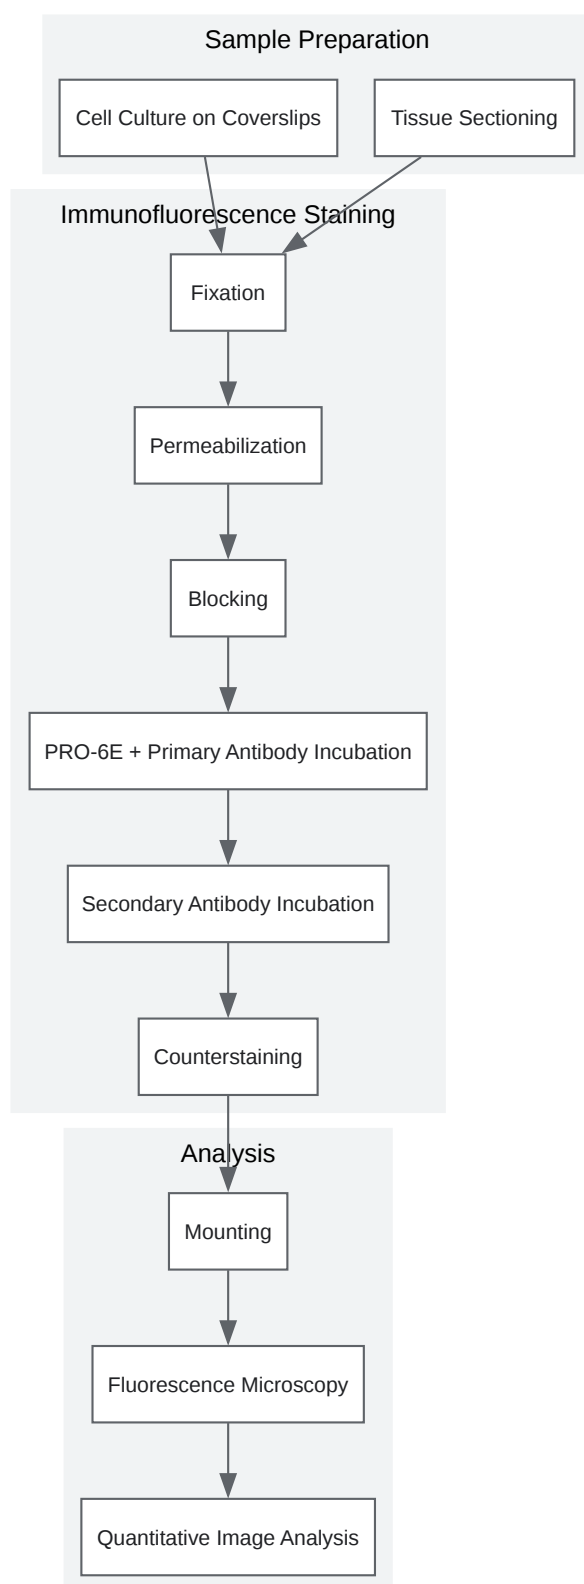 Sample Preparation
Cell Culture on Coverslips
Tissue Sectioning
Immunofluorescence Staining
Fixation
Permeabilization
Blocking
PRO-6E + Primary Antibody Incubation
Secondary Antibody Incubation
Counterstaining
Analysis
Mounting
Fluorescence Microscopy
Quantitative Image Analysis